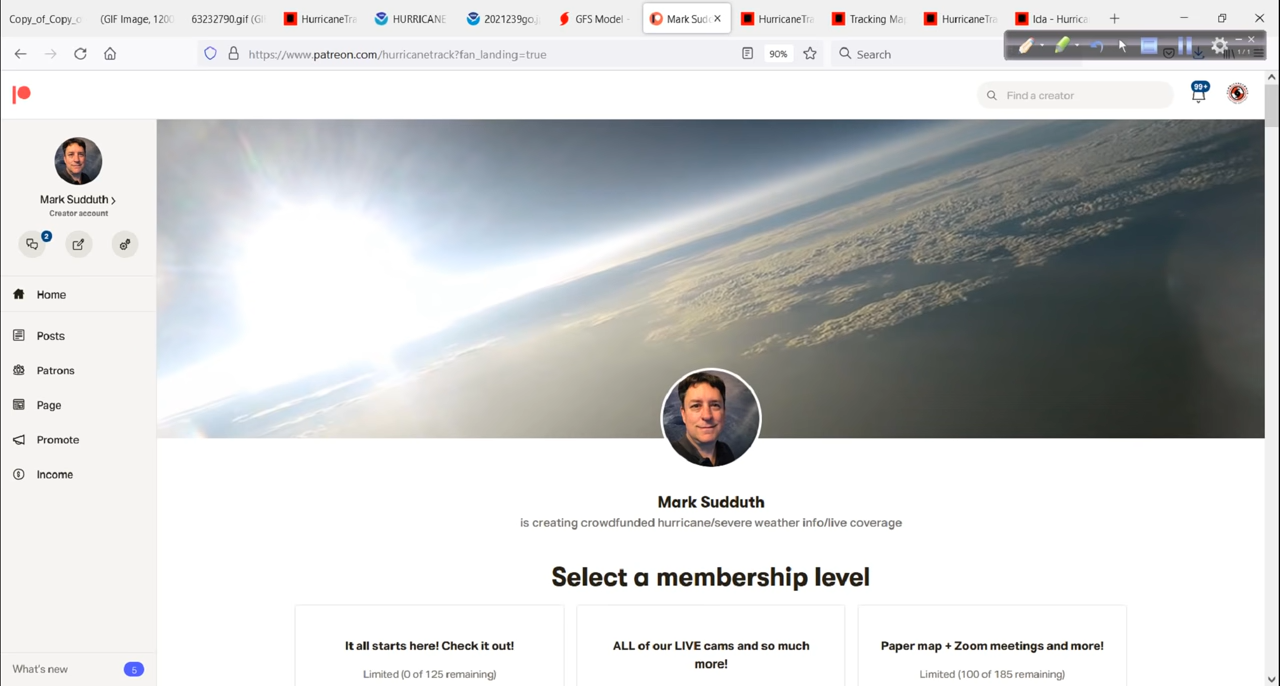 Copy_of_Copy_o
(GIF Image, 1200
63232790.gif (GI
HurricaneTra
HURRICANE
2021239go.j
GFS Model -
Mark Sudd
HurricaneTra
Tracking Ma
HurricaneTra
Ida - Hurrica
https://www.patreon.com/hurricanetrack?fan_landing=true
90%
Search
1/1
Find a creator
99+
Mark Sudduth
Creator account
2
Home
Posts
Patrons
Page
Promote
Income
What's new
5
Mark Sudduth
is creating crowdfunded hurricane/severe weather info/live coverage
Select a membership level
It all starts here! Check it out!
Limited (0 of 125 remaining)
ALL of our LIVE cams and so much
more!
Paper map + Zoom meetings and more!
Limited (100 of 185 remaining)